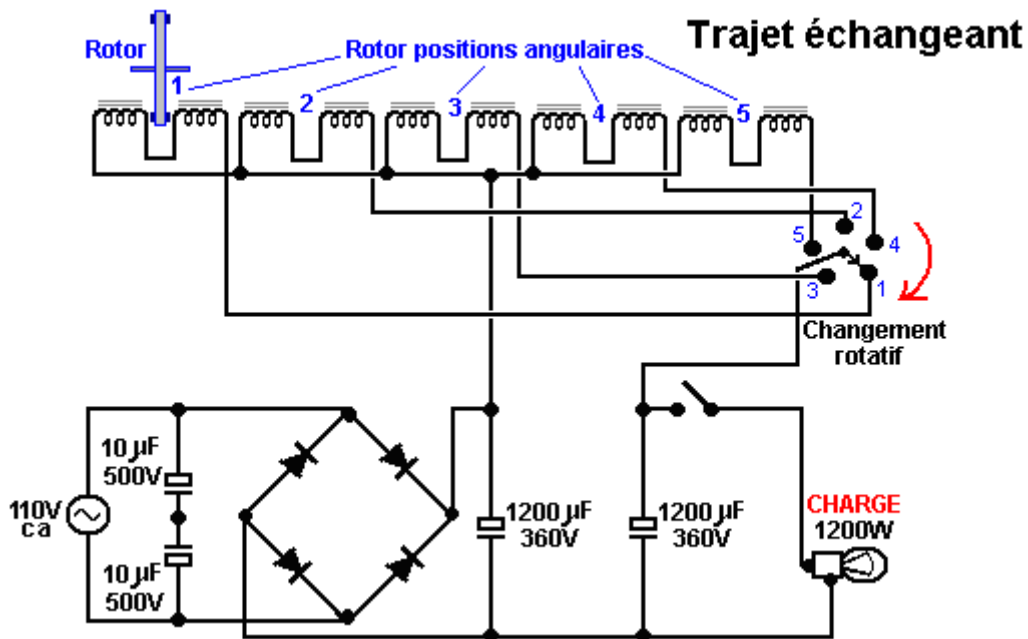 Trajet échangeant
Rotor
Rotor positions angulaires
1
2
3
4
5
2
5
4
3
1
Changement
rotatif
10 µF
500V
110V
ca
10 µF
500V
1200 µF
360V
1200 µF
360V
CHARGE
1200W